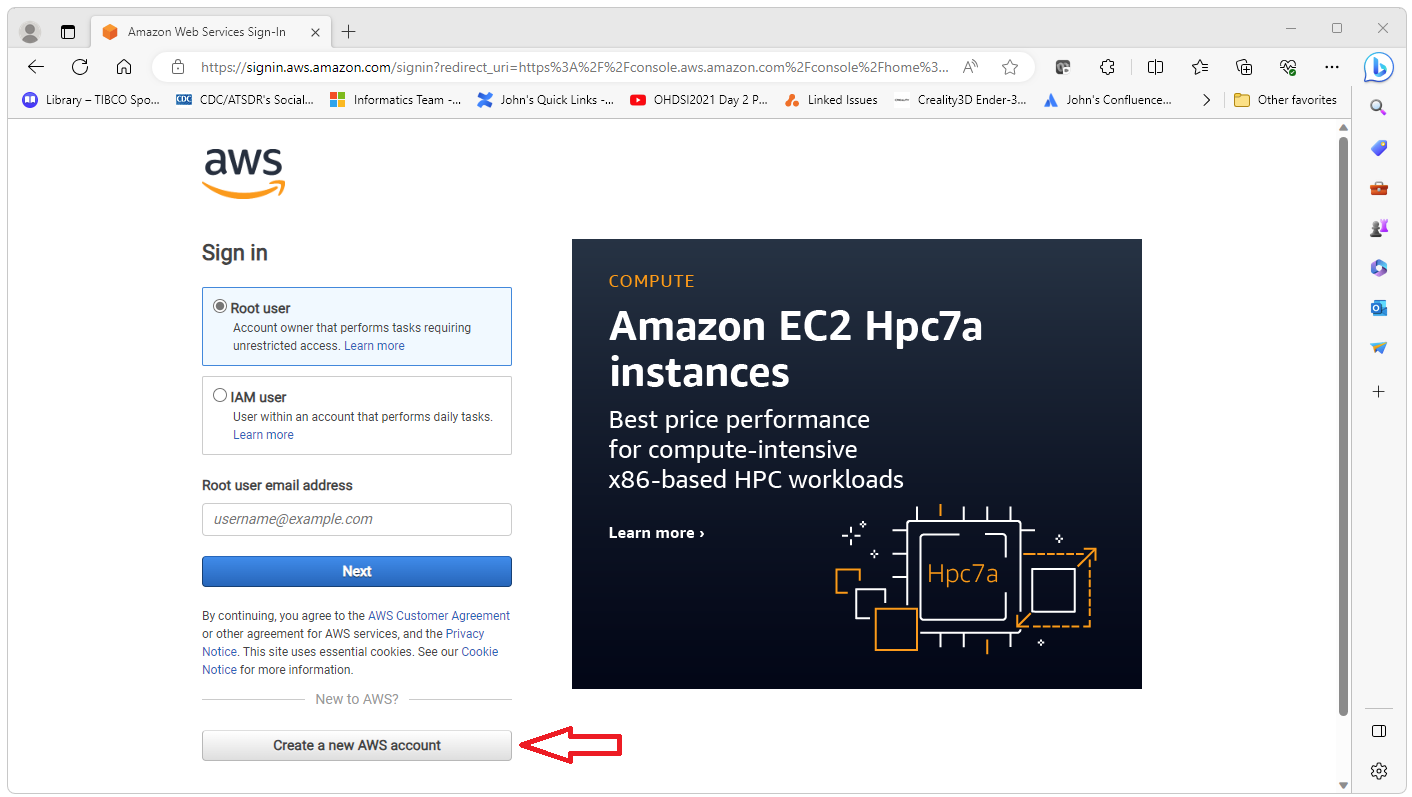 Amazon Web Services Sign-In
https://signin.aws.amazon.com/signin?redirect_uri=https%3A%2F%2Fconsole.aws.amazon.com%2Fconsole%2Fhome%3...
Library – TIBCO Spo...
CDC
CDC/ATSDR's Social...
Informatics Team -...
John's Quick Links -...
OHDSI2021 Day 2 P...
Linked Issues
Creality3D Ender-3...
John's Confluence...
Other favorites
aws
Sign in
Root user
Account owner that performs tasks requiring
unrestricted access. Learn more
IAM user
User within an account that performs daily tasks.
Learn more
Root user email address
username@example.com
Next
By continuing, you agree to the AWS Customer Agreement
or other agreement for AWS services, and the Privacy
Notice. This site uses essential cookies. See our Cookie
Notice for more information.
New to AWS?
Create a new AWS account
COMPUTE
Amazon EC2 Hpc7a
instances
Best price performance
for compute-intensive
x86-based HPC workloads
Learn more ›
Hpc7a